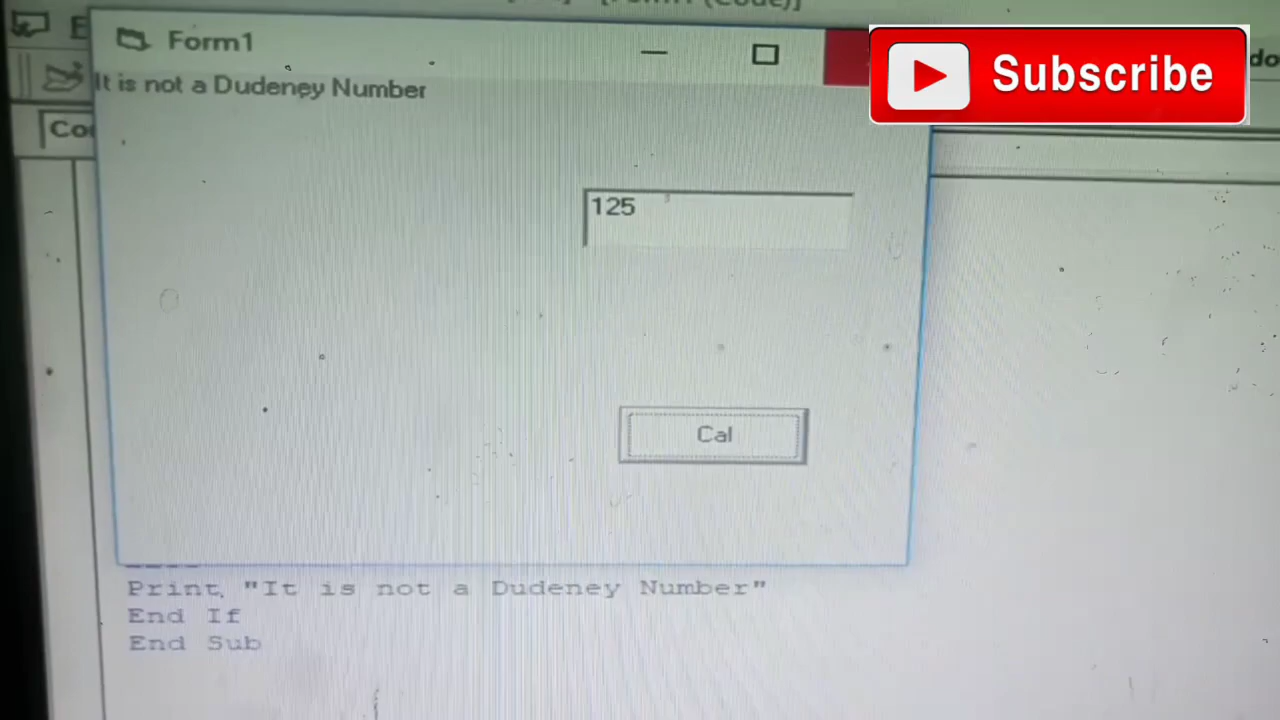 Form1
Subscribe
It is not a Dudeney Number
125
Cal
Print "It is not a Dudeney Number"
End If
End Sub